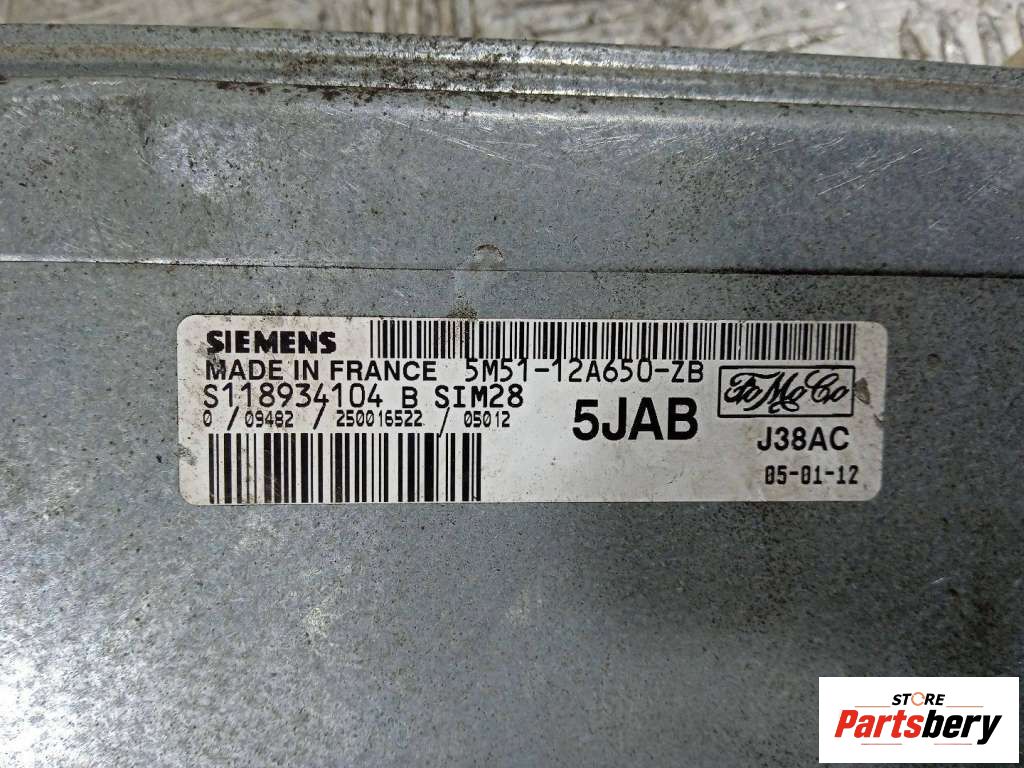 SIEMENS
MADE IN FRANCE 5M51-12A650-ZB
S118934104 B SIM28
0 / 09482 / 250016522 / 05012
5JAB
FoMoCo
J38AC
05-01-12
STORE
Partsbery